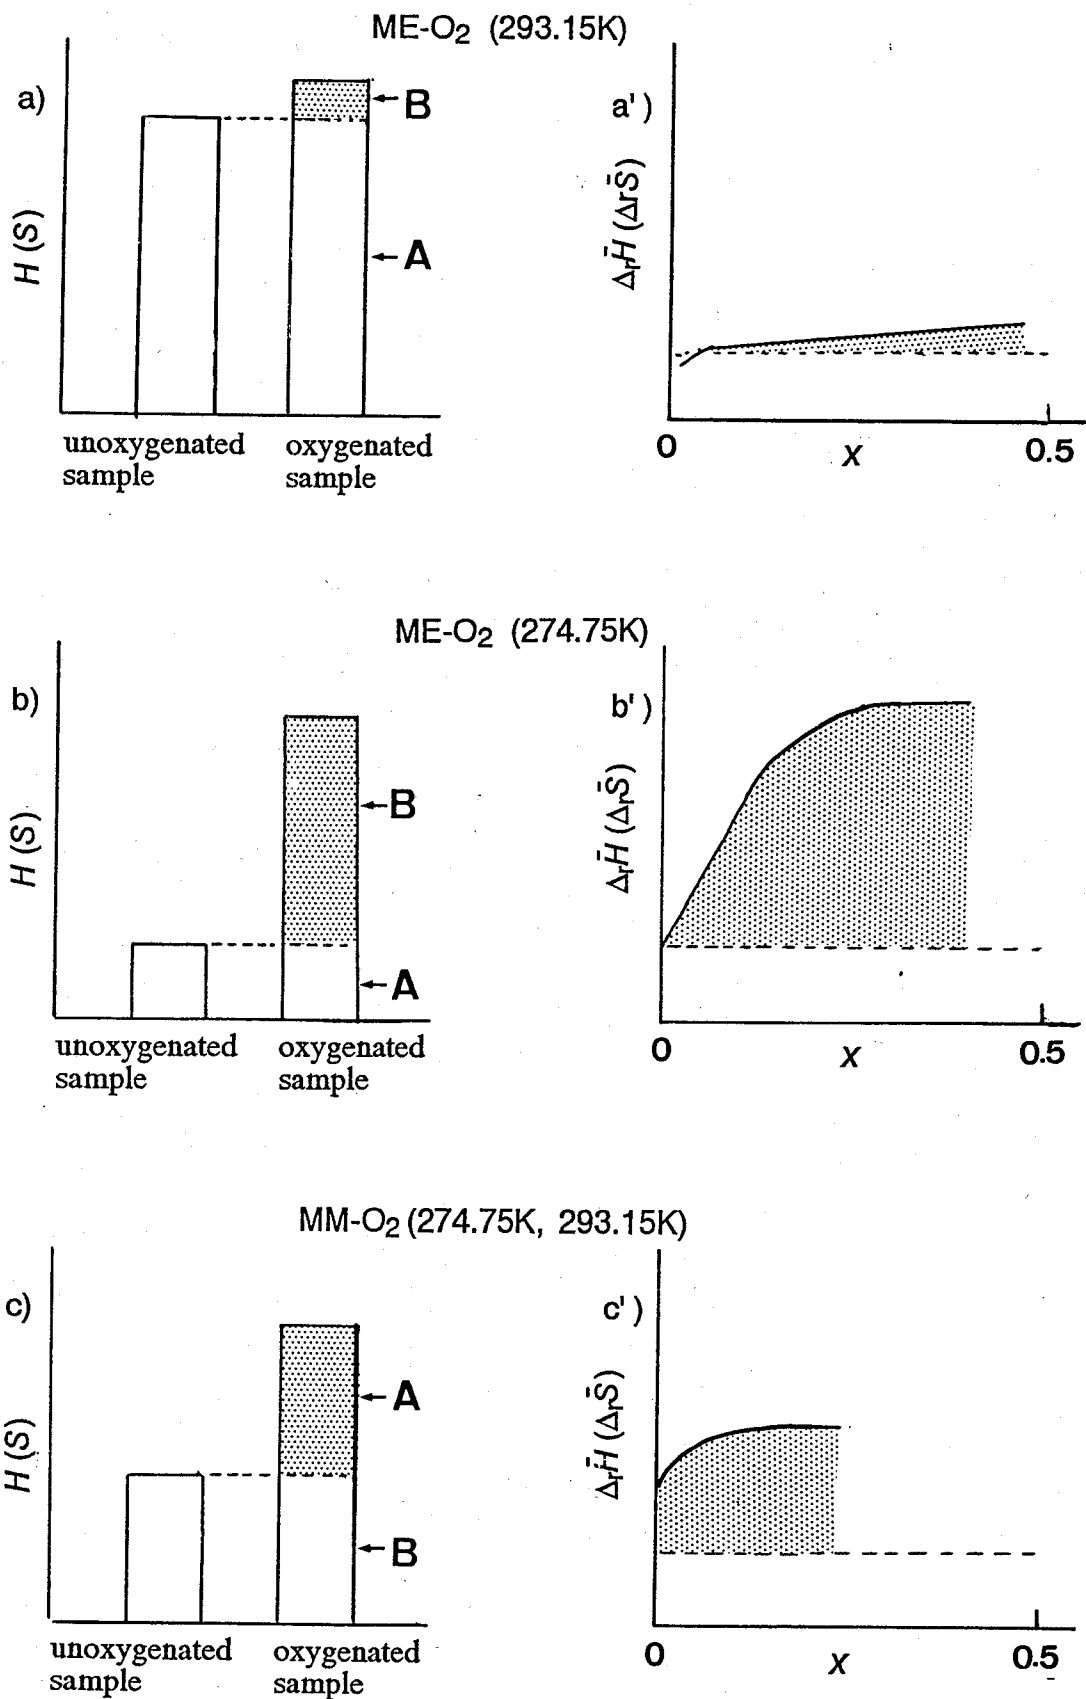 ME-O₂ (293.15K)
a)
B
A
H (S)
unoxygenated
sample
oxygenated
sample
a')
ΔᵣH̄ (ΔᵣS̄)
0
x
0.5
ME-O₂ (274.75K)
b)
B
A
H (S)
unoxygenated
sample
oxygenated
sample
b')
ΔᵣH̄ (ΔᵣS̄)
0
x
0.5
MM-O₂ (274.75K, 293.15K)
c)
A
B
H (S)
unoxygenated
sample
oxygenated
sample
c')
ΔᵣH̄ (ΔᵣS̄)
0
x
0.5